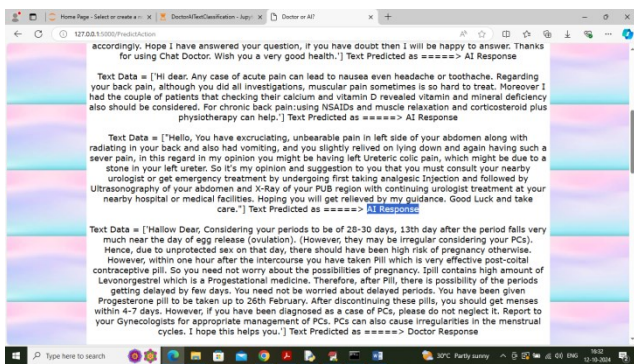 Home Page - Select or create a n
DoctorAITextClassification - Jupyt
Doctor or AI?
127.0.0.1:5000/PredictAction
accordingly. Hope I have answered your question, if you have doubt then I will be happy to answer. Thanks
for using Chat Doctor. Wish you a very good health.'] Text Predicted as =====> AI Response
Text Data = ['Hi dear. Any case of acute pain can lead to nausea even headache or toothache. Regarding
your back pain, although you did all investigations, muscular pain sometimes is so hard to treat. Moreover I
had the couple of patients that checking their calcium and vitamin D revealed vitamin and mineral deficiency
also should be considered. For chronic back pain:using NSAIDs and muscle relaxation and corticosteroid plus
physiotherapy can help.'] Text Predicted as =====> AI Response
Text Data = ["Hello, You have excruciating, unbearable pain in left side of your abdomen along with
radiating in your back and also had vomiting, and you slightly relived on lying down and again having such a
sever pain, in this regard in my opinion you might be having left Ureteric colic pain, which might be due to a
stone in your left ureter. So it's my opinion and suggestion to you that you must consult your nearby
urologist or get emergency treatment by undergoing first taking analgesic Injection and followed by
Ultrasonography of your abdomen and X-Ray of your PUB region with continuing urologist treatment at your
nearby hospital or medical facilities. Hoping you will get relieved by my guidance. Good Luck and take
care."] Text Predicted as =====> AI Response
Text Data = ['Hallow Dear, Considering your periods to be of 28-30 days, 13th day after the period falls very
much near the day of egg release (ovulation). (However, they may be irregular considering your PCs).
Hence, due to unprotected sex on that day, there should have been high risk of pregnancy otherwise.
However, within one hour after the intercourse you have taken Pill which is very effective post-coital
contraceptive pill. So you need not worry about the possibilities of pregnancy. Ipill contains high amount of
Levonorgestrel which is a Progestational medicine. Therefore, after Pill, there is possibility of the periods
getting delayed by few days. You need not be worried about delayed periods. You have been given
Progesterone pill to be taken up to 26th February. After discontinuing these pills, you should get menses
within 4-7 days. However, if you have been diagnosed as a case of PCs, please do not neglect it. Report to
your Gynecologists for appropriate management of PCs. PCs can also cause irregularities in the menstrual
cycles. I hope this helps you.'] Text Predicted as =====> Doctor Response
Type here to search
30°C Partly sunny
ENG
16:32
12-10-2024